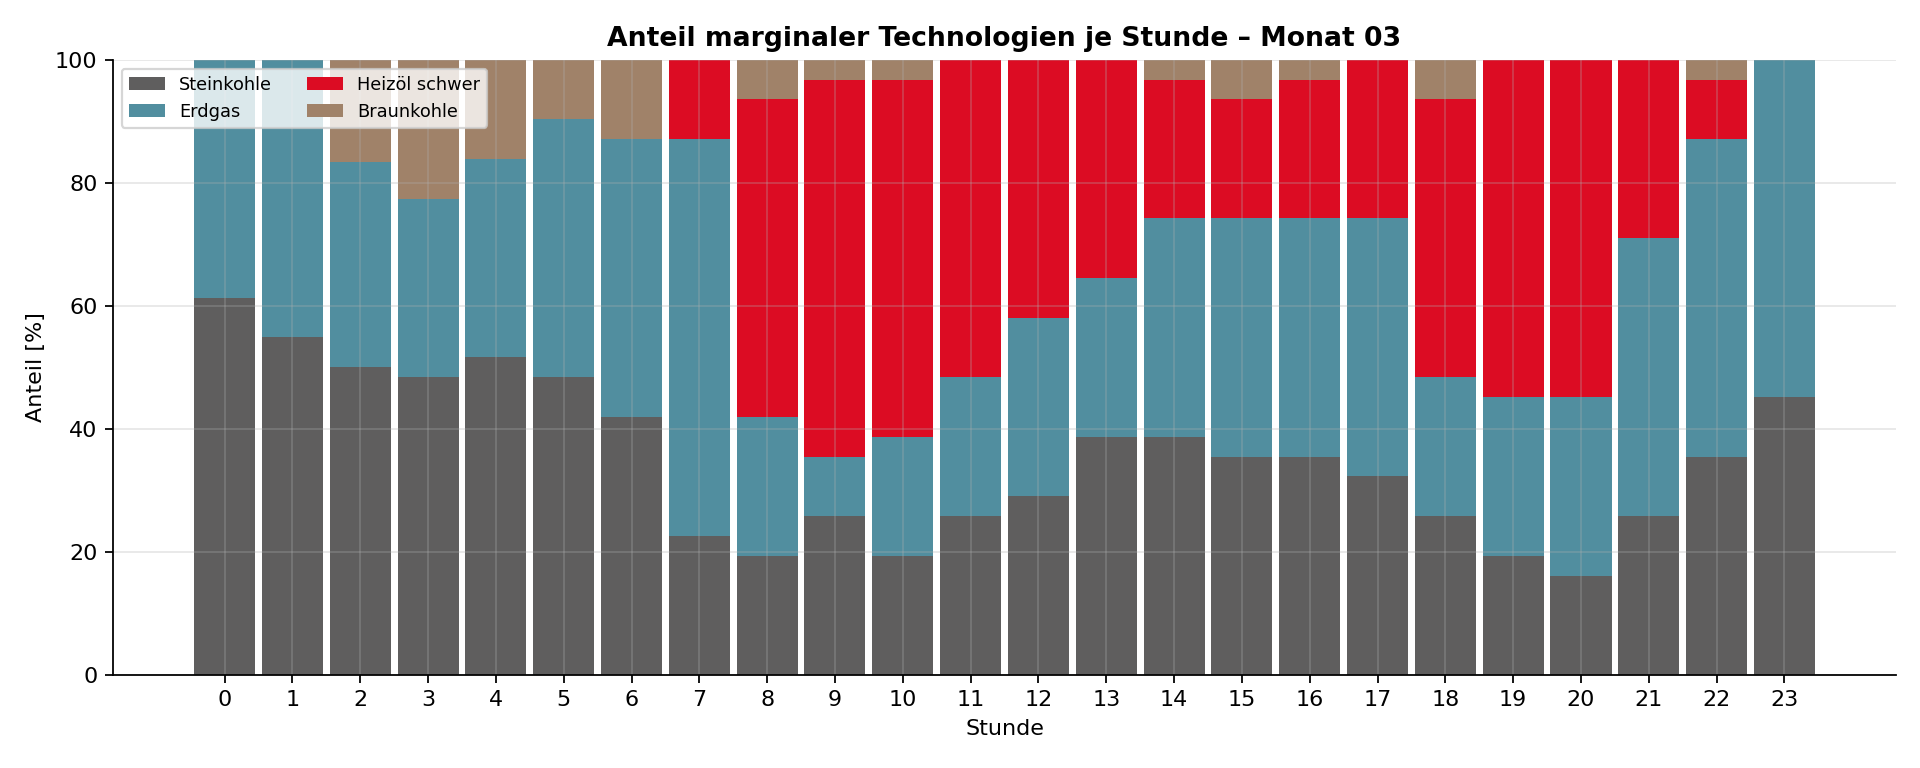 Anteil marginaler Technologien je Stunde – Monat 03
Steinkohle
Erdgas
Heizöl schwer
Braunkohle
Anteil [%]
100
80
60
40
20
0
0 1 2 3 4 5 6 7 8 9 10 11 12 13 14 15 16 17 18 19 20 21 22 23
Stunde